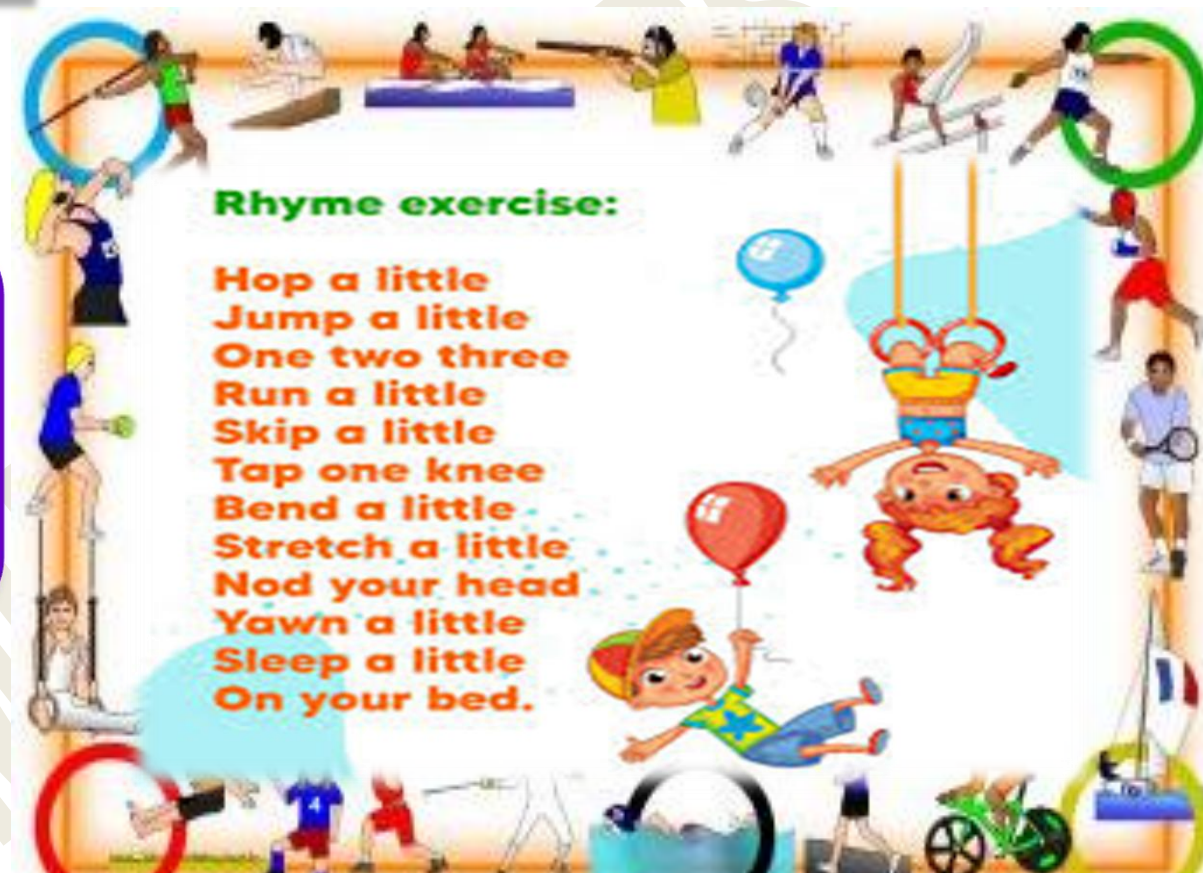 Rhyme exercise:
Hop a little
Jump a little
One two three
Run a little
Skip a little
Tap one knee
Bend a little
Stretch a little
Nod your head
Yawn a little
Sleep a little
On your bed.
4